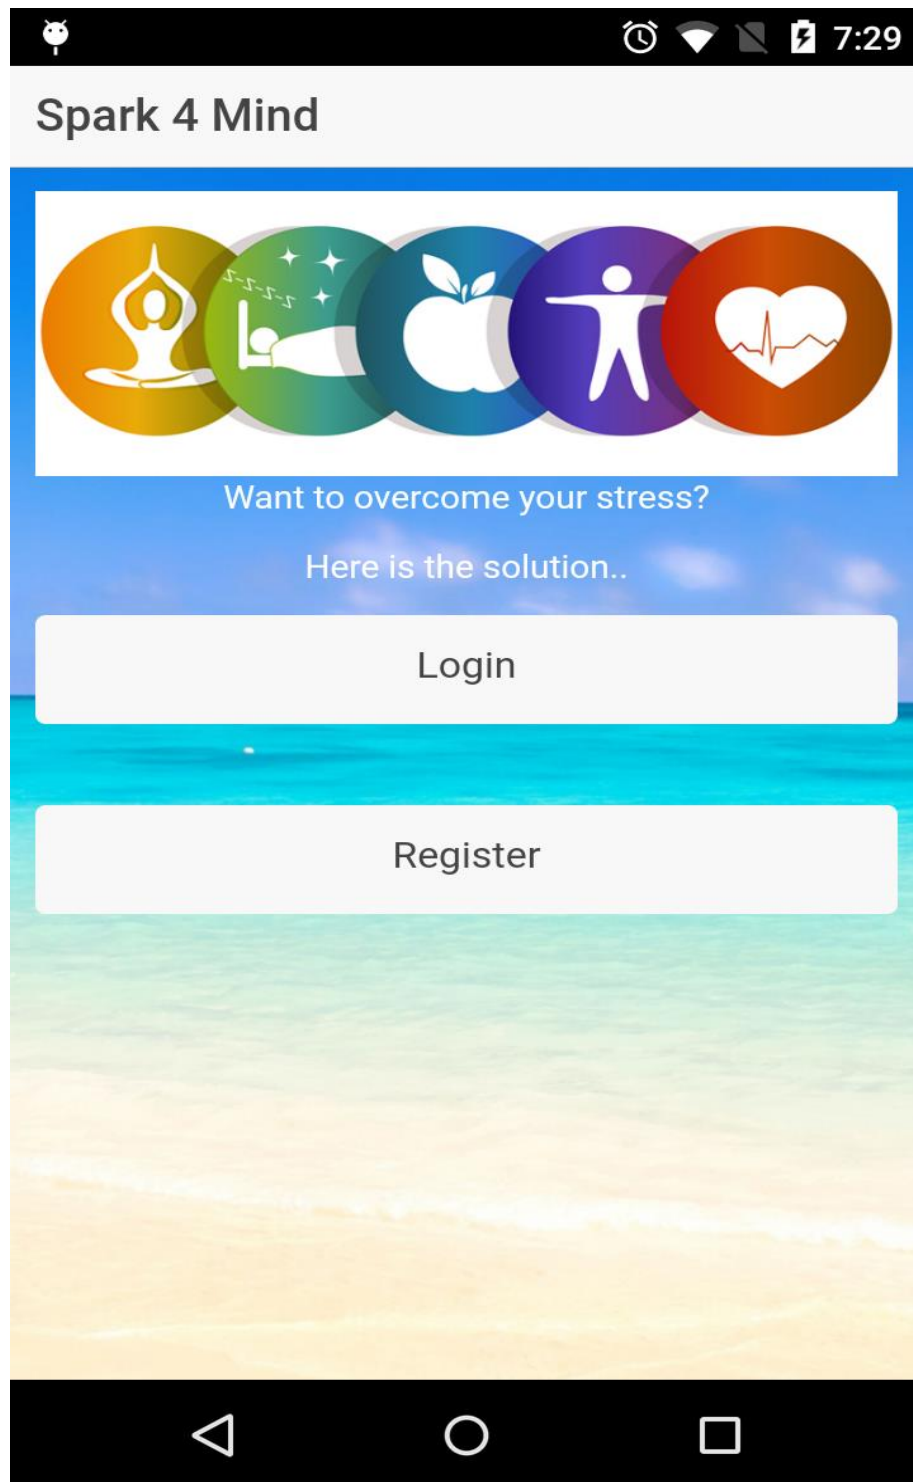 7:29
Spark 4 Mind
z-z-z-z-z
Want to overcome your stress?
Here is the solution..
Login
Register